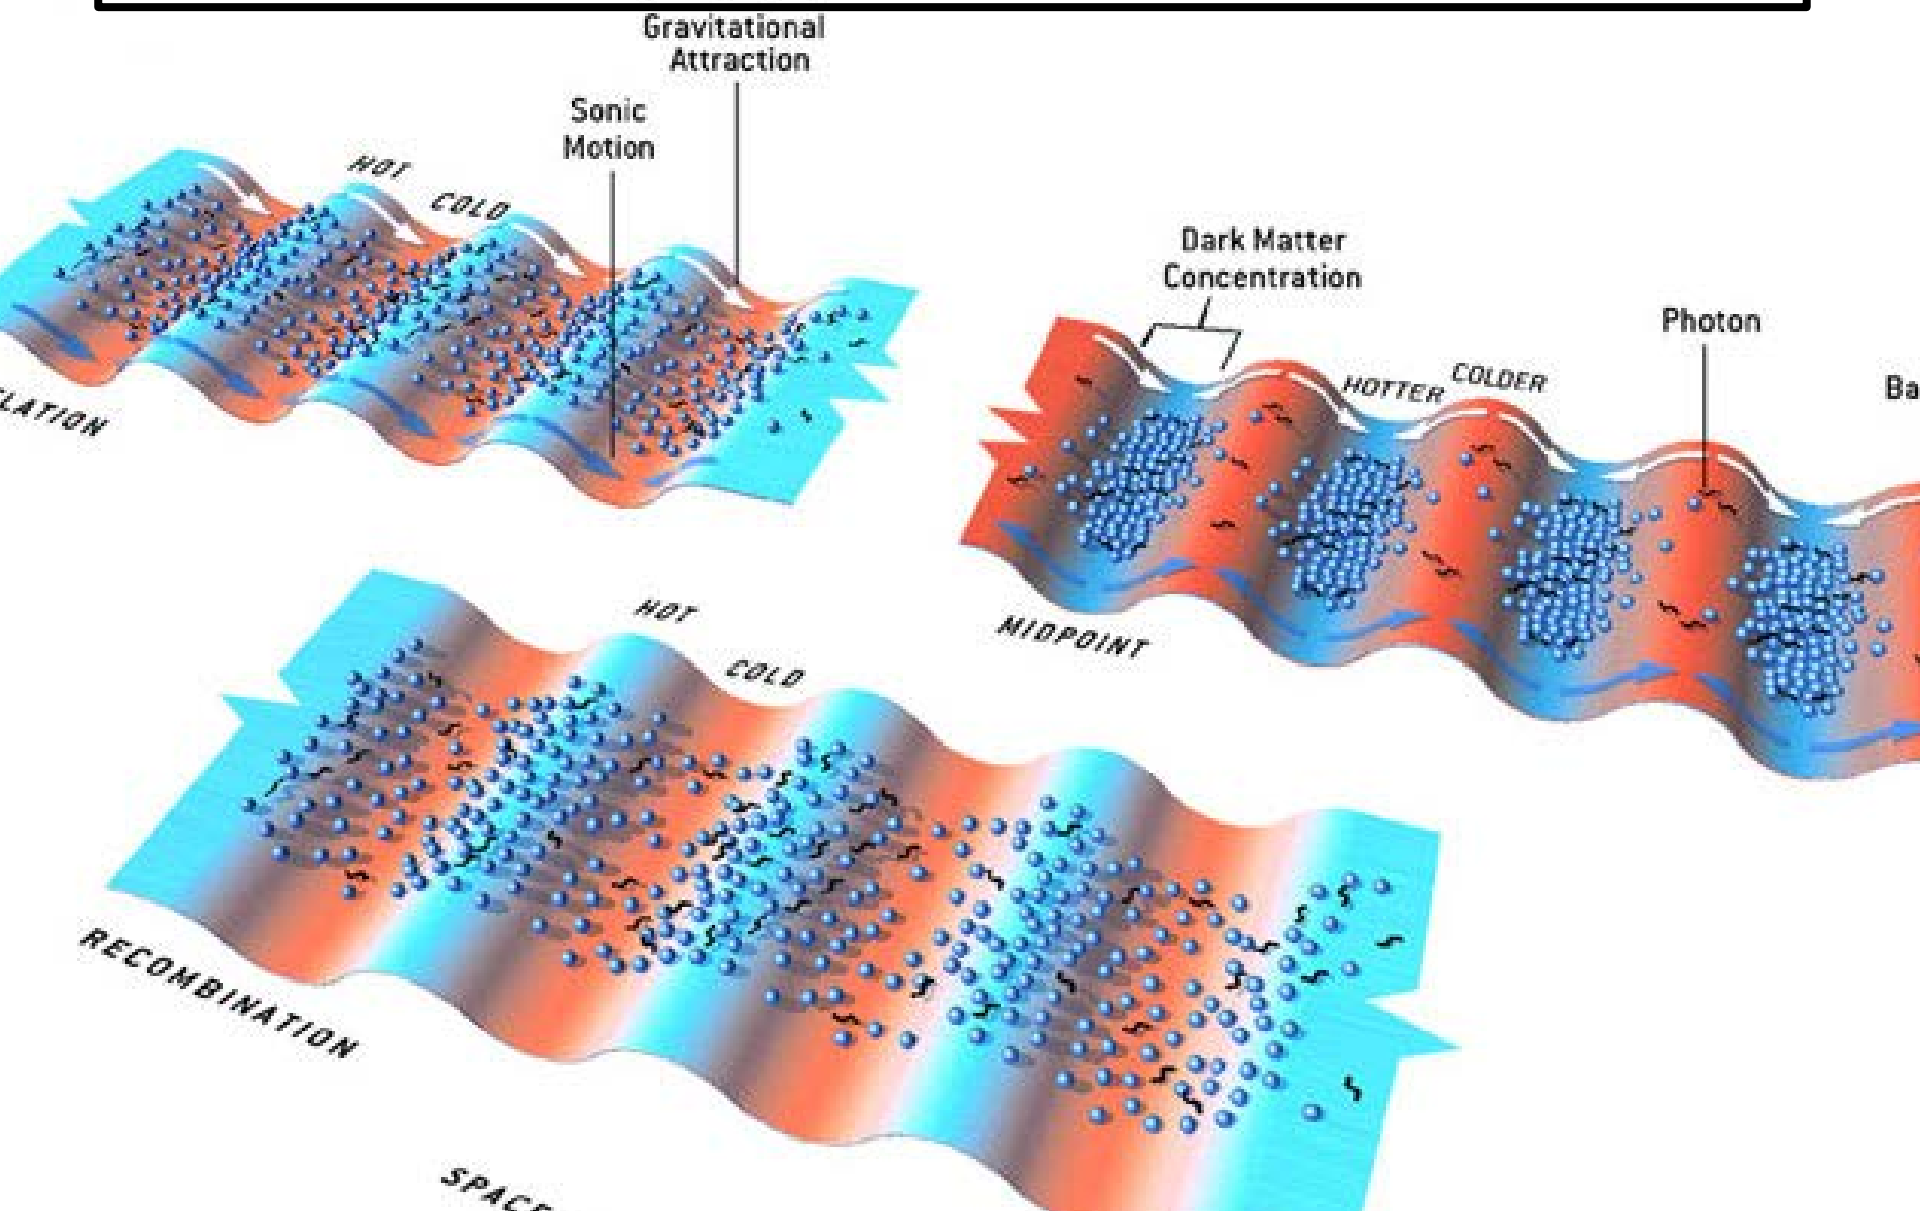 Gravitational
Attraction
Sonic
Motion
HOT
COLD
LATION
Dark Matter
Concentration
Photon
HOTTER
COLDER
Ba
MIDPOINT
HOT
COLD
RECOMBINATION
SPACE